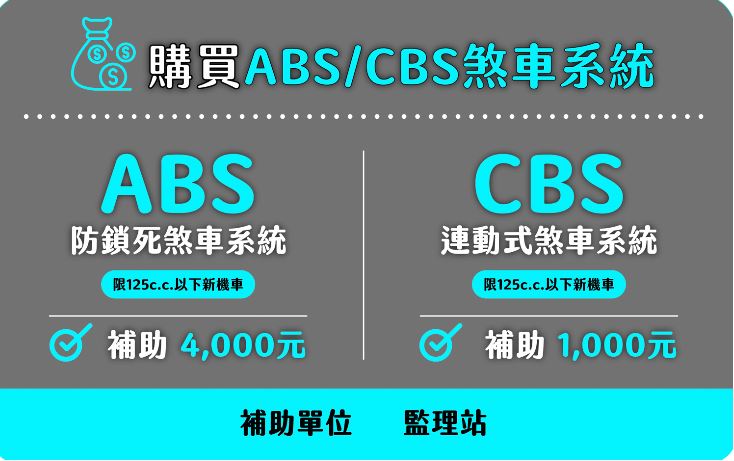 購買ABS/CBS煞車系統
ABS
防鎖死煞車系統
限125c.c.以下新機車
補助 4,000元
CBS
連動式煞車系統
限125c.c.以下新機車
補助 1,000元
補助單位 監理站